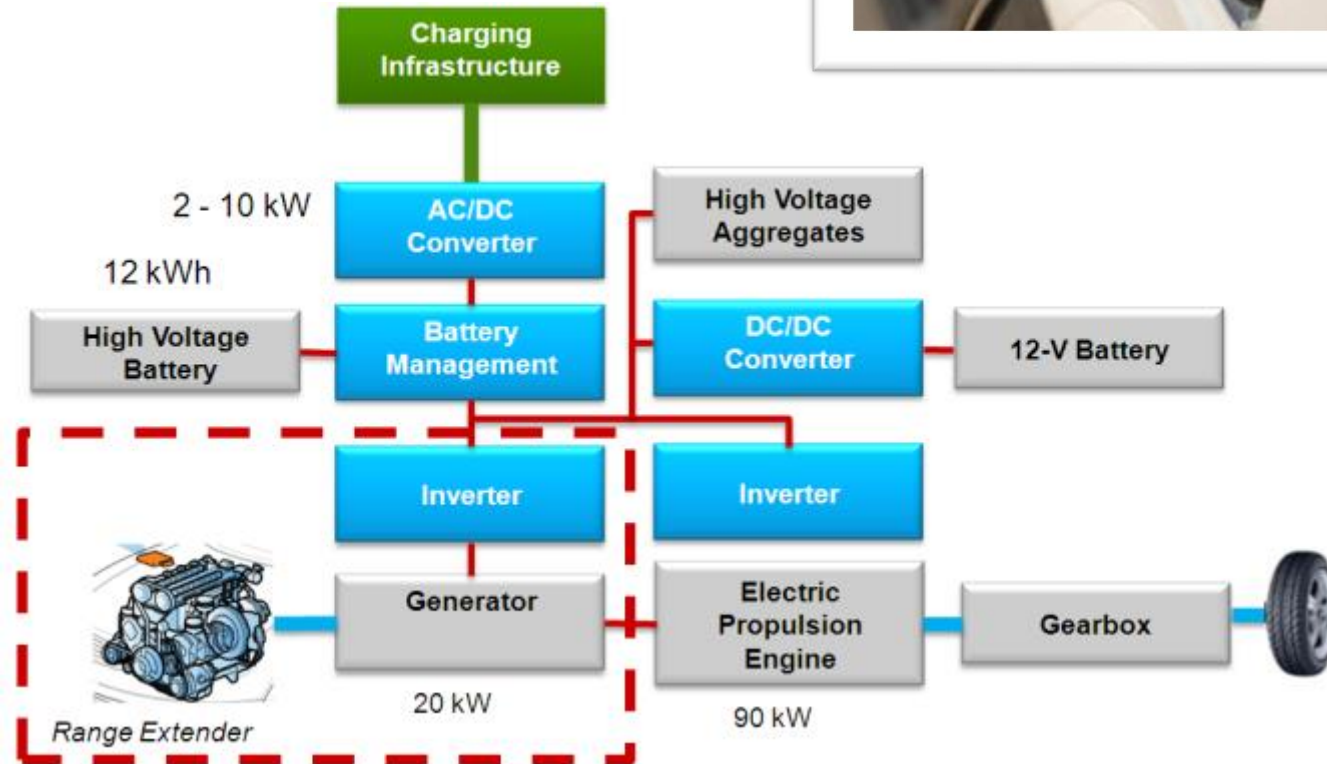 Charging
Infrastructure
2 - 10 kW
AC/DC
Converter
High Voltage
Aggregates
12 kWh
High Voltage
Battery
Battery
Management
DC/DC
Converter
12-V Battery
Inverter
Inverter
Generator
Electric
Propulsion
Engine
Gearbox
20 kW
90 kW
Range Extender